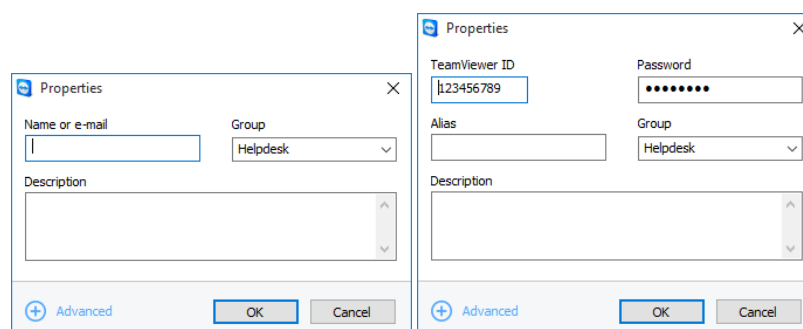 Properties
Name or e-mail
Group
Helpdesk
Description
Advanced
OK
Cancel
Properties
TeamViewer ID
Password
123456789
••••••••
Alias
Group
Helpdesk
Description
Advanced
OK
Cancel